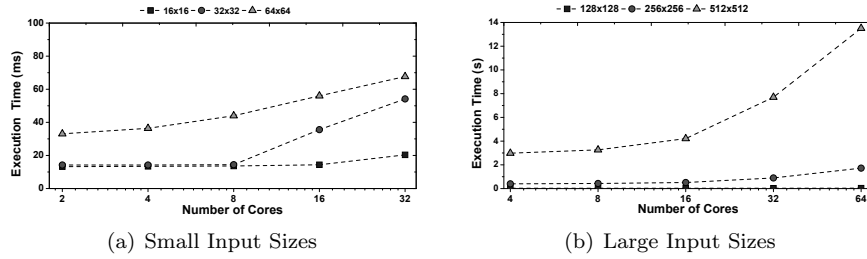 16x16 32x32 64x64
100
80
60
40
20
0
Execution Time (ms)
2 4 8 16 32
Number of Cores
(a) Small Input Sizes
128x128 256x256 512x512
14
12
10
8
6
4
2
0
Execution Time (s)
4 8 16 32 64
Number of Cores
(b) Large Input Sizes